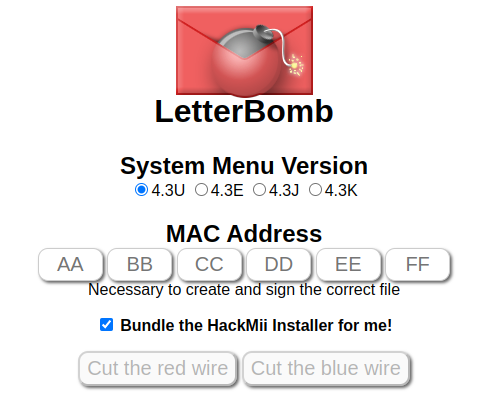 LetterBomb
System Menu Version
4.3U 4.3E 4.3J 4.3K
MAC Address
AA BB CC DD EE FF
Necessary to create and sign the correct file
Bundle the HackMii Installer for me!
Cut the red wire Cut the blue wire